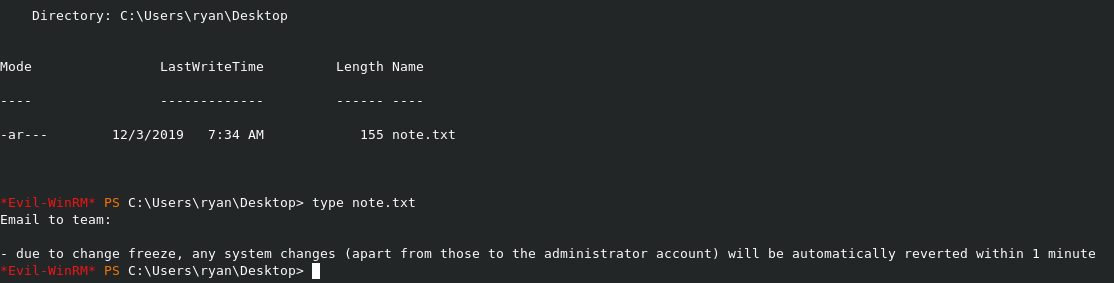 Directory: C:\Users\ryan\Desktop
Mode LastWriteTime Length Name
---- ------------- ------ ----
-ar--- 12/3/2019 7:34 AM 155 note.txt
*Evil-WinRM* PS C:\Users\ryan\Desktop> type note.txt
Email to team:
- due to change freeze, any system changes (apart from those to the administrator account) will be automatically reverted within 1 minute
*Evil-WinRM* PS C:\Users\ryan\Desktop>